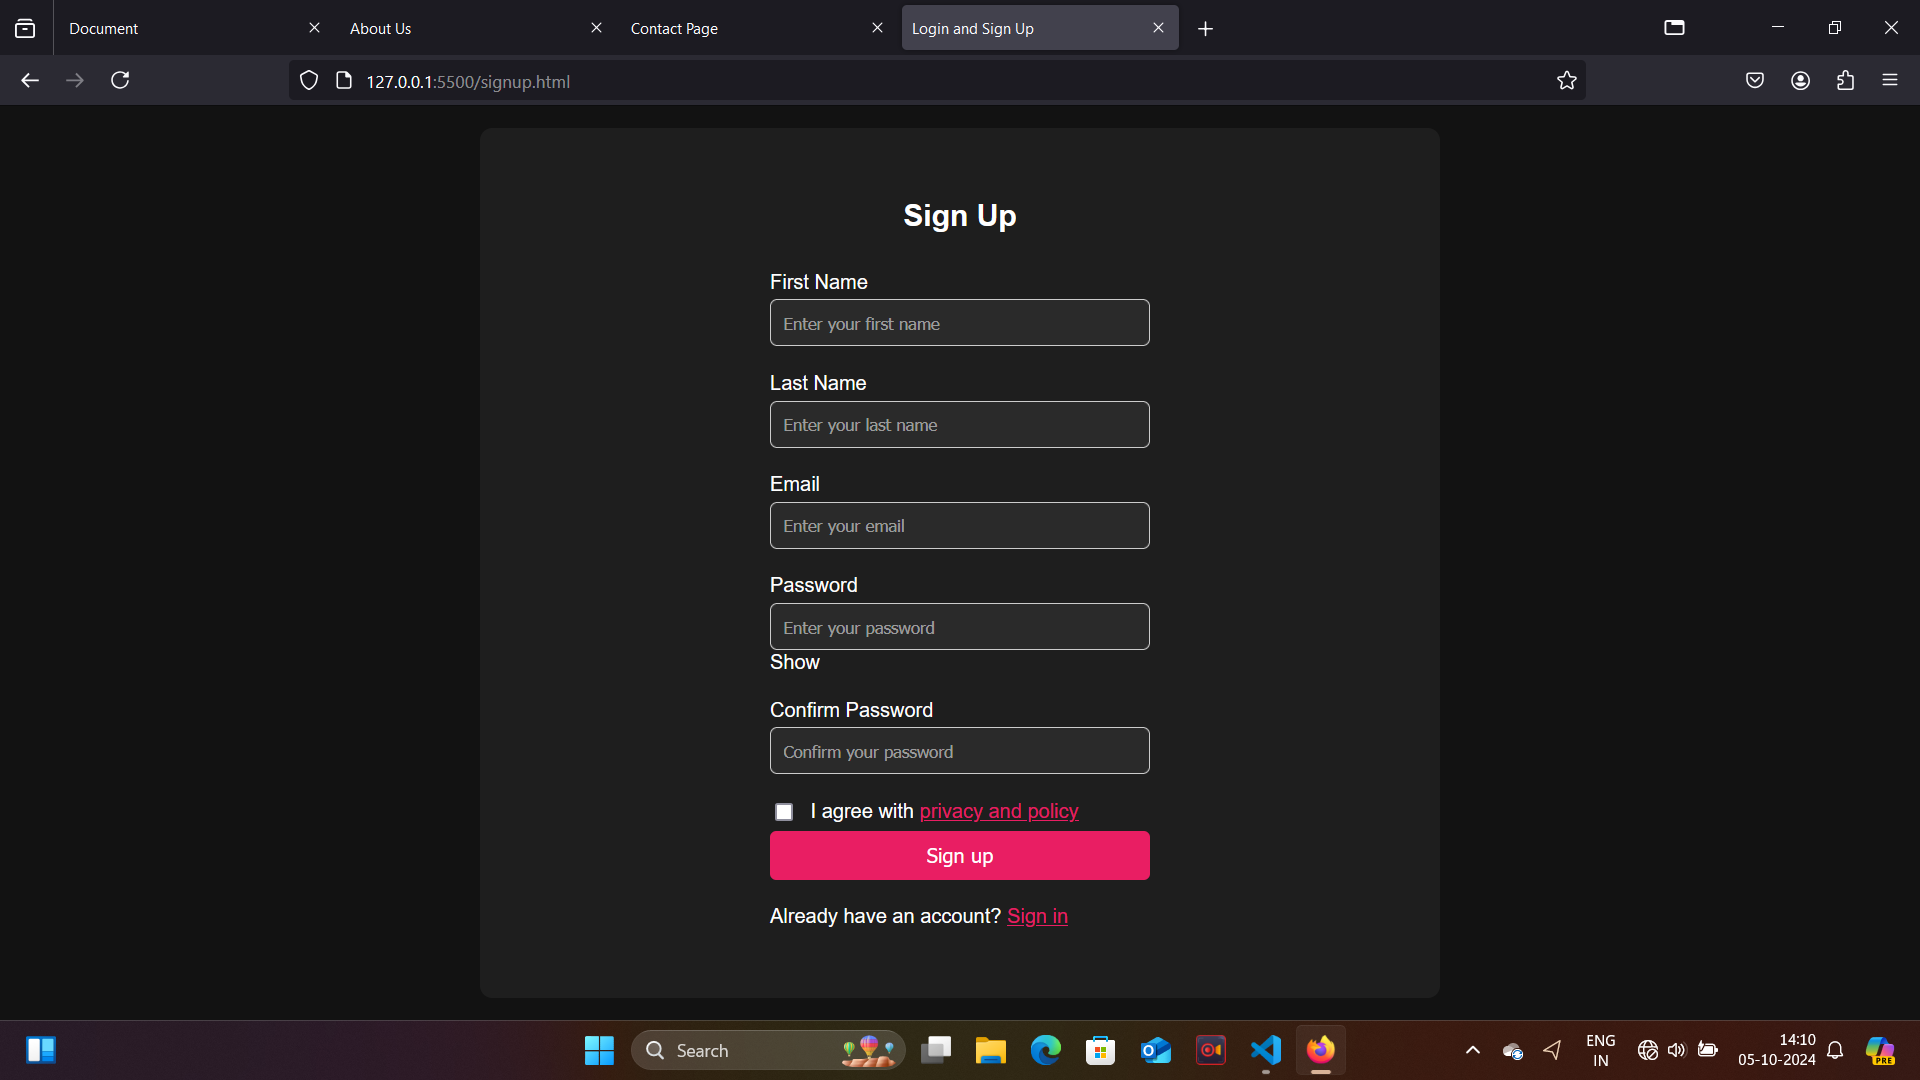 Document
About Us
Contact Page
Login and Sign Up
127.0.0.1:5500/signup.html
Sign Up
First Name
Enter your first name
Last Name
Enter your last name
Email
Enter your email
Password
Enter your password
Show
Confirm Password
Confirm your password
I agree with privacy and policy
Sign up
Already have an account? Sign in
Search
ENG
IN
14:10
05-10-2024
PRE